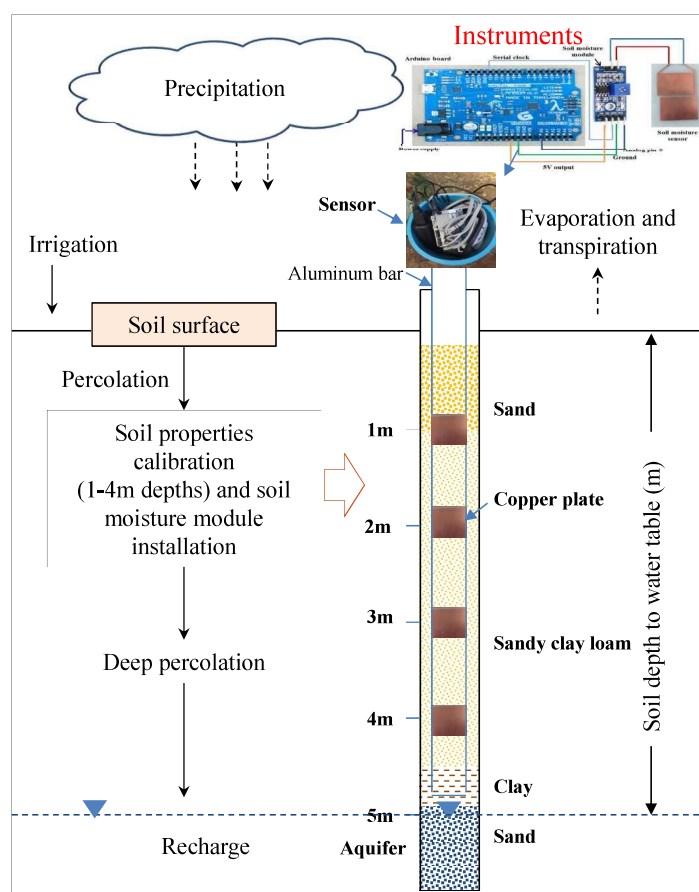 Instruments
Precipitation
Arduino board
Serial clock
Soil moisture
module
Soil moisture
sensor
Power supply
5V output
Ground
Sensor
Evaporation and
transpiration
Irrigation
Aluminum bar
Soil surface
Percolation
Sand
1m
Soil properties
calibration
(1-4m depths) and soil
moisture module
installation
Copper plate
2m
3m
Sandy clay loam
Deep percolation
4m
Soil depth to water table (m)
Clay
5m
Recharge
Aquifer
Sand